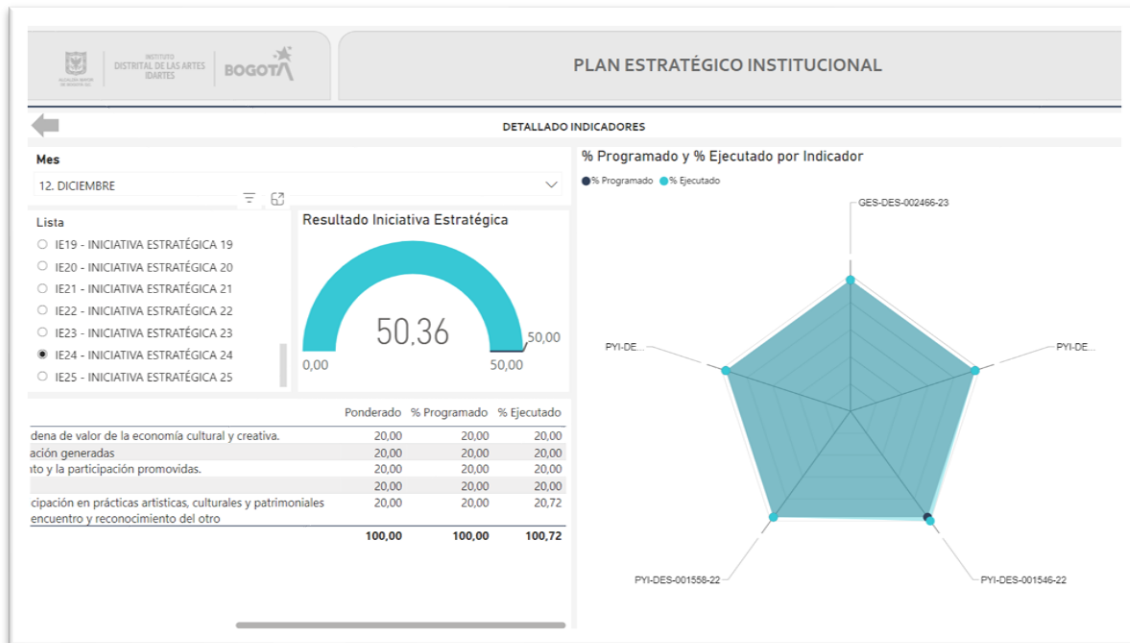 INSTITUTO
DISTRITAL DE LAS ARTES
IDARTES
BOGOTÁ
PLAN ESTRATÉGICO INSTITUCIONAL
DETALLADO INDICADORES
Mes
12. DICIEMBRE
Lista
IE19 - INICIATIVA ESTRATÉGICA 19
IE20 - INICIATIVA ESTRATÉGICA 20
IE21 - INICIATIVA ESTRATÉGICA 21
IE22 - INICIATIVA ESTRATÉGICA 22
IE23 - INICIATIVA ESTRATÉGICA 23
IE24 - INICIATIVA ESTRATÉGICA 24
IE25 - INICIATIVA ESTRATÉGICA 25
Resultado Iniciativa Estratégica
50,36
50,00
0,00
50,00
Ponderado % Programado % Ejecutado
dena de valor de la economía cultural y creativa. 20,00 20,00 20,00
ación generadas 20,00 20,00 20,00
ito y la participación promovidas. 20,00 20,00 20,00
20,00 20,00 20,00
cipación en prácticas artísticas, culturales y patrimoniales 20,00 20,00 20,72
encuentro y reconocimiento del otro
100,00 100,00 100,72
% Programado y % Ejecutado por Indicador
% Programado % Ejecutado
GES-DES-002466-23
PYI-DE...
PYI-DE...
PYI-DES-001558-22
PYI-DES-001546-22